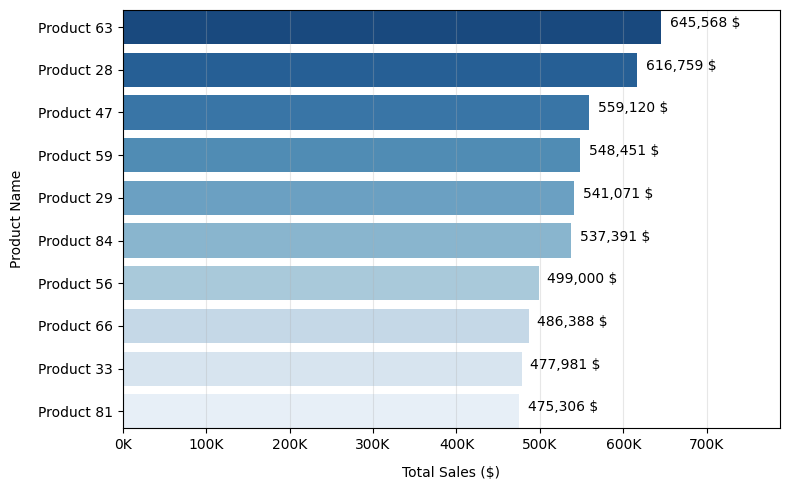 Product 63 645,568 $
Product 28 616,759 $
Product 47 559,120 $
Product 59 548,451 $
Product 29 541,071 $
Product 84 537,391 $
Product 56 499,000 $
Product 66 486,388 $
Product 33 477,981 $
Product 81 475,306 $
Product Name
0K 100K 200K 300K 400K 500K 600K 700K
Total Sales ($)